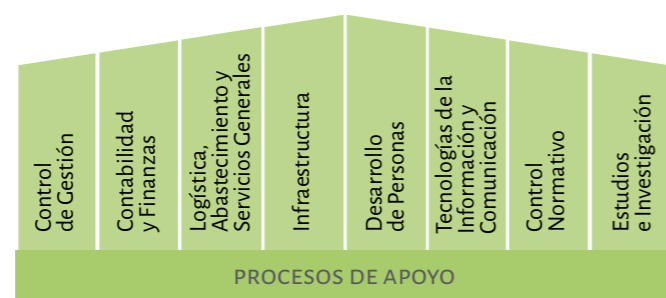 Control
de Gestión
Contabilidad
y Finanzas
Logística,
Abastecimiento y
Servicios Generales
Infraestructura
Desarrollo
de Personas
Tecnologías de la
Información y
Comunicación
Control
Normativo
Estudios
e Investigación
PROCESOS DE APOYO